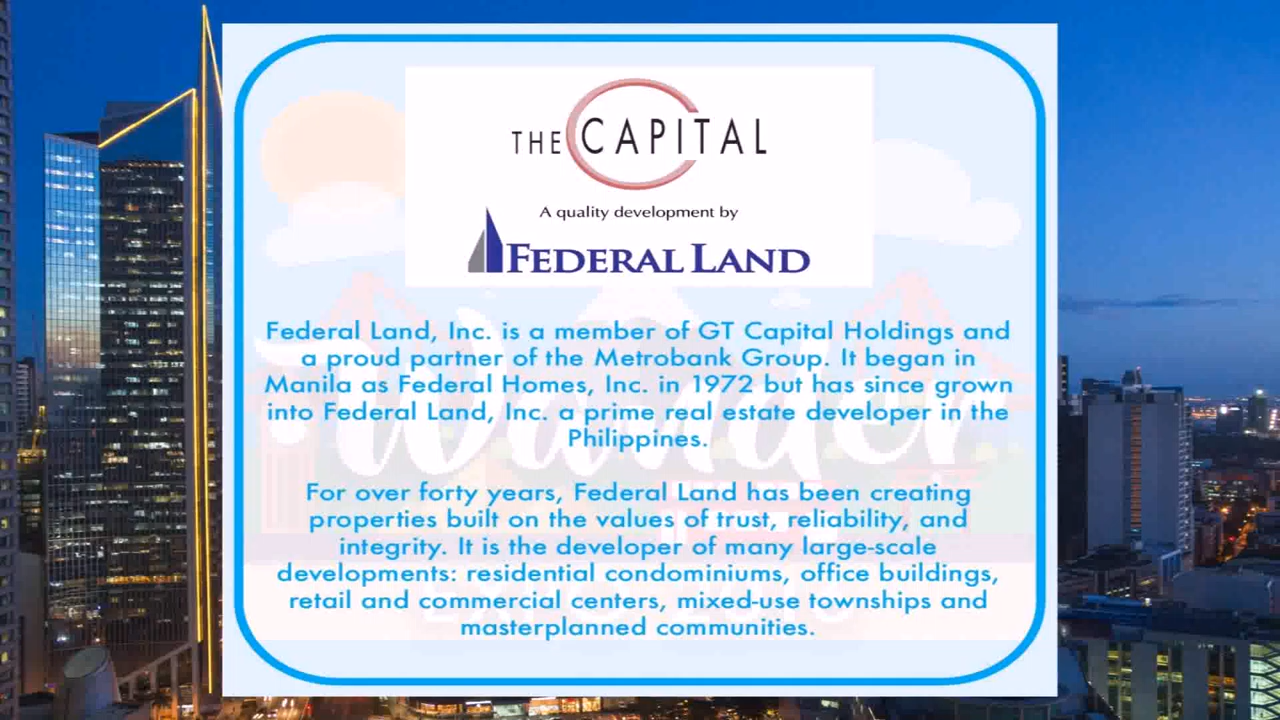 THE CAPITAL
A quality development by
FEDERAL LAND
Federal Land, Inc. is a member of GT Capital Holdings and
a proud partner of the Metrobank Group. It began in
Manila as Federal Homes, Inc. in 1972 but has since grown
into Federal Land, Inc. a prime real estate developer in the
Philippines.
For over forty years, Federal Land has been creating
properties built on the values of trust, reliability, and
integrity. It is the developer of many large-scale
developments: residential condominiums, office buildings,
retail and commercial centers, mixed-use townships and
masterplanned communities.
Wander